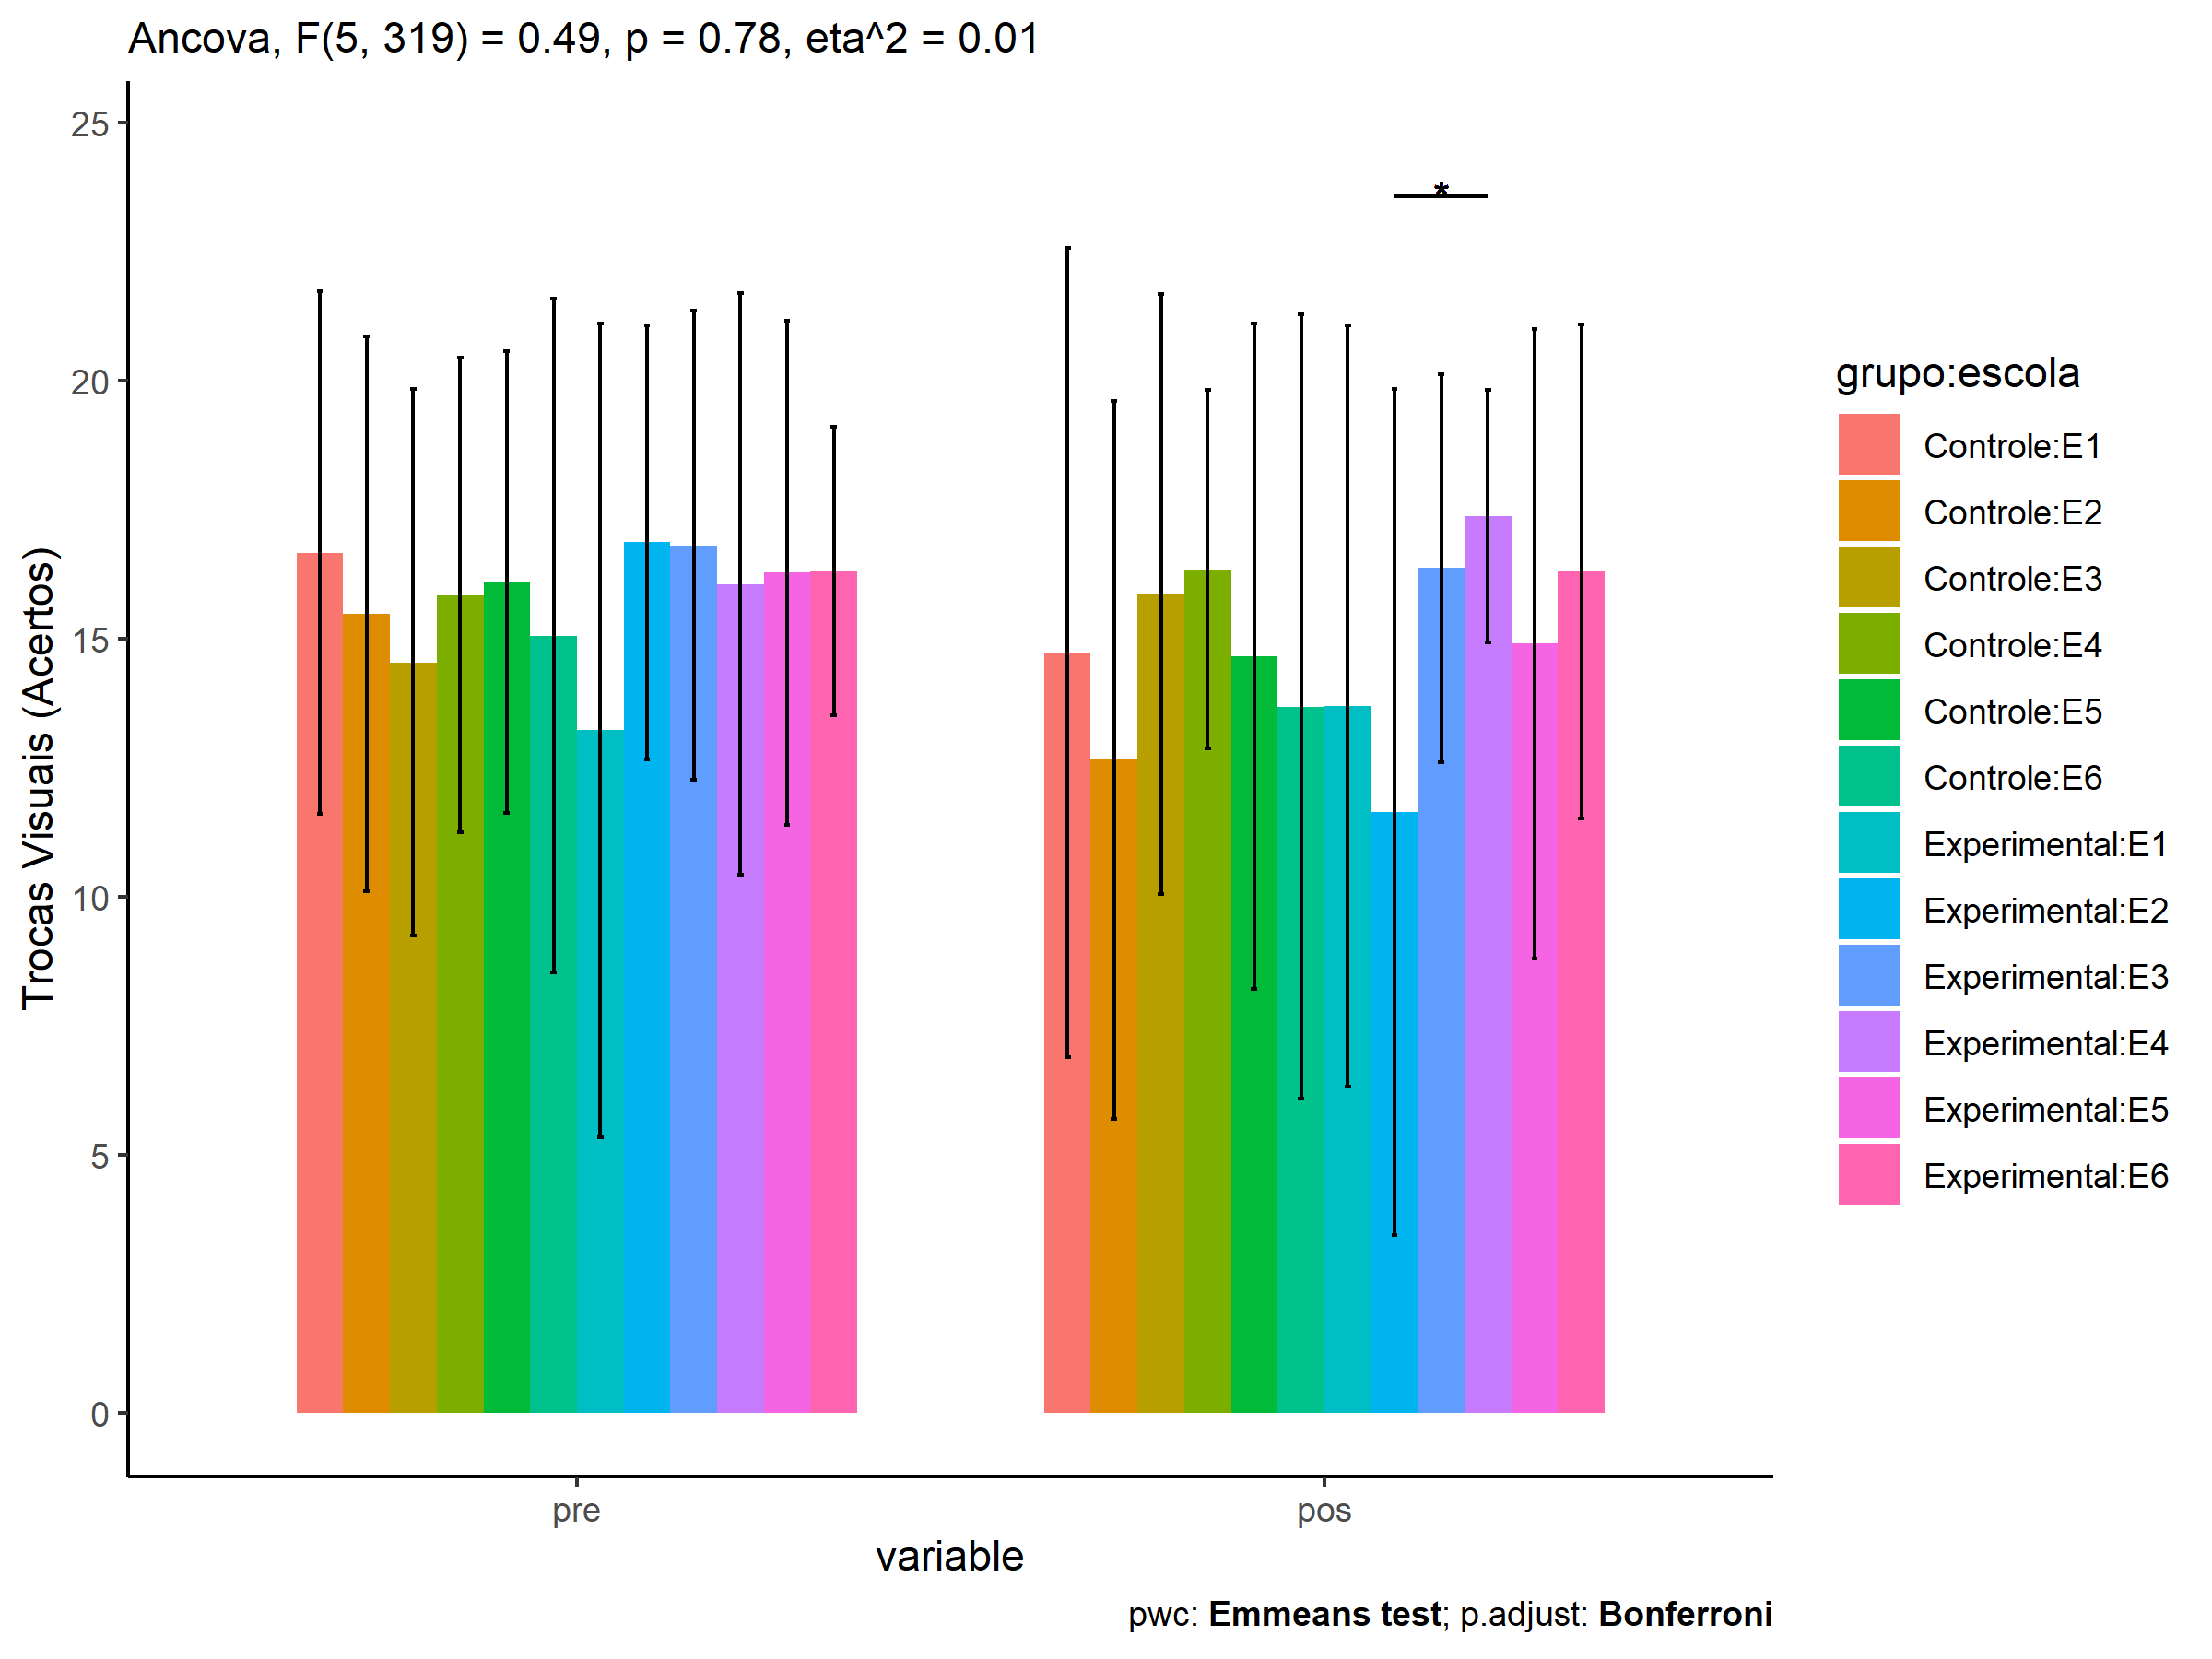 Ancova, F(5, 319) = 0.49, p = 0.78, eta^2 = 0.01
Trocas Visuais (Acertos)
25
20
15
10
5
0
*
pre
pos
variable
grupo:escola
Controle:E1
Controle:E2
Controle:E3
Controle:E4
Controle:E5
Controle:E6
Experimental:E1
Experimental:E2
Experimental:E3
Experimental:E4
Experimental:E5
Experimental:E6
pwc: Emmeans test; p.adjust: Bonferroni